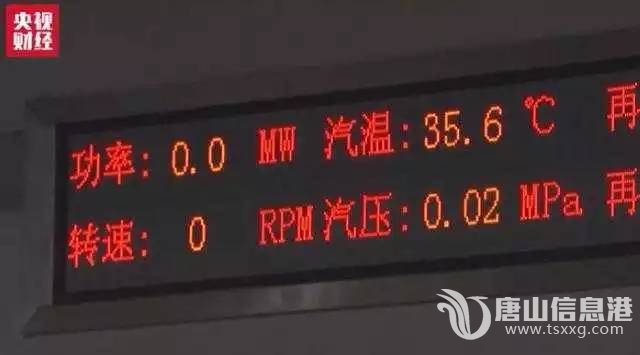 央视
财经
功率: 0.0 MW 汽温: 35.6 ℃ 再
转速: 0 RPM 汽压: 0.02 MPa 再
唐山信息港
www.tsxxg.com